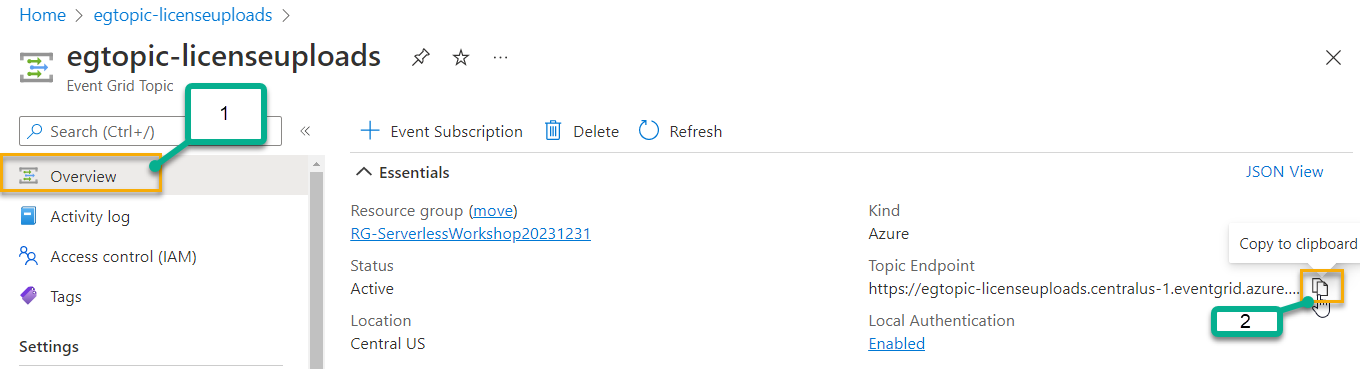 Home > egtopic-licenseuploads >
egtopic-licenseuploads
Event Grid Topic
1
Search (Ctrl+/)
Event Subscription Delete Refresh
Overview
Activity log
Access control (IAM)
Tags
Settings
Essentials
JSON View
Resource group (move)
RG-ServerlessWorkshop20231231
Status
Active
Location
Central US
Kind
Azure
Copy to clipboard
Topic Endpoint
https://egtopic-licenseuploads.centralus-1.eventgrid.azure....
2
Local Authentication
Enabled